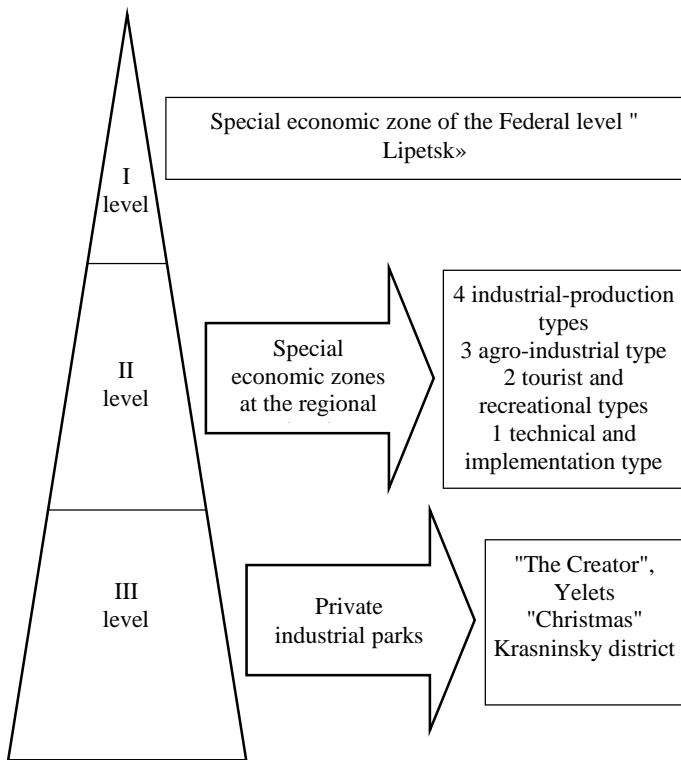 Special economic zone of the Federal level "
Lipetsk»
I
level
II
level
Special
economic zones
at the regional
4 industrial-production
types
3 agro-industrial type
2 tourist and
recreational types
1 technical and
implementation type
III
level
Private
industrial parks
"The Creator",
Yelets
"Christmas"
Krasninsky district